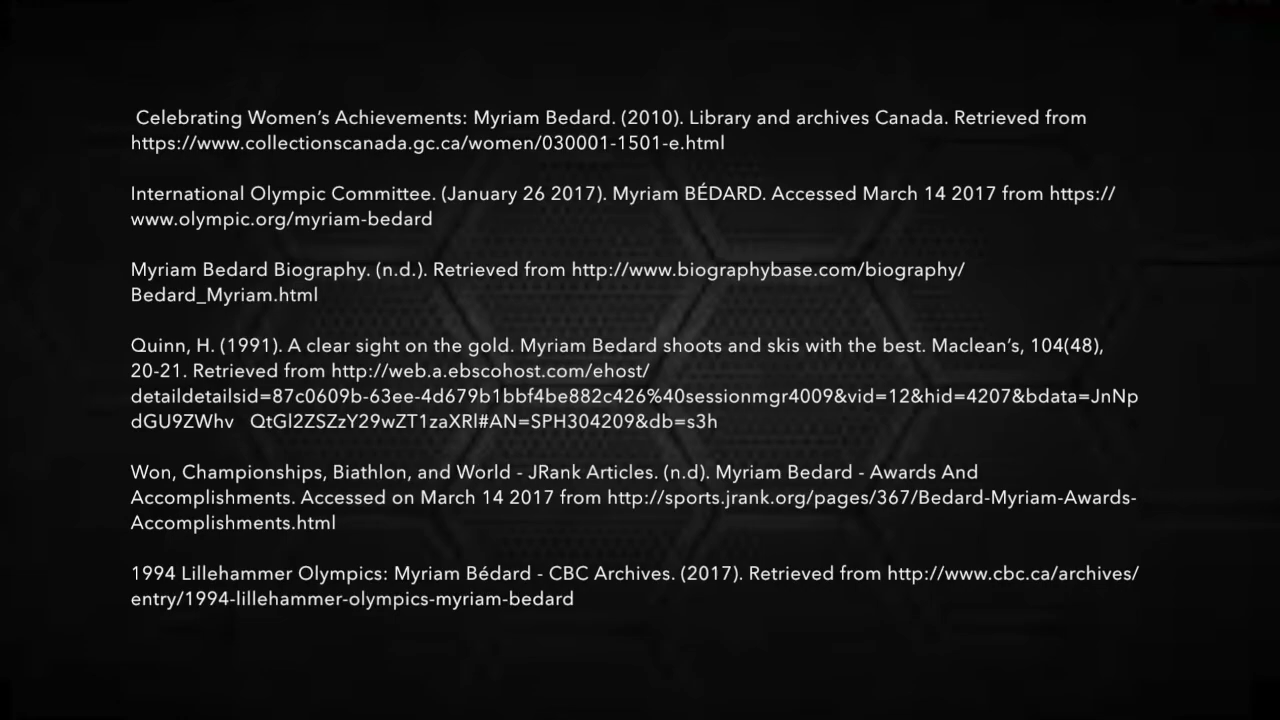 Celebrating Women’s Achievements: Myriam Bedard. (2010). Library and archives Canada. Retrieved from
https://www.collectionscanada.gc.ca/women/030001-1501-e.html
International Olympic Committee. (January 26 2017). Myriam BÉDARD. Accessed March 14 2017 from https://
www.olympic.org/myriam-bedard
Myriam Bedard Biography. (n.d.). Retrieved from http://www.biographybase.com/biography/
Bedard_Myriam.html
Quinn, H. (1991). A clear sight on the gold. Myriam Bedard shoots and skis with the best. Maclean’s, 104(48),
20-21. Retrieved from http://web.a.ebscohost.com/ehost/
detaildetailsid=87c0609b-63ee-4d679b1bbf4be882c426%40sessionmgr4009&vid=12&hid=4207&bdata=JnNp
dGU9ZWhv QtGl2ZSZzY29wZT1zaXRl#AN=SPH304209&db=s3h
Won, Championships, Biathlon, and World - JRank Articles. (n.d). Myriam Bedard - Awards And
Accomplishments. Accessed on March 14 2017 from http://sports.jrank.org/pages/367/Bedard-Myriam-Awards-
Accomplishments.html
1994 Lillehammer Olympics: Myriam Bédard - CBC Archives. (2017). Retrieved from http://www.cbc.ca/archives/
entry/1994-lillehammer-olympics-myriam-bedard